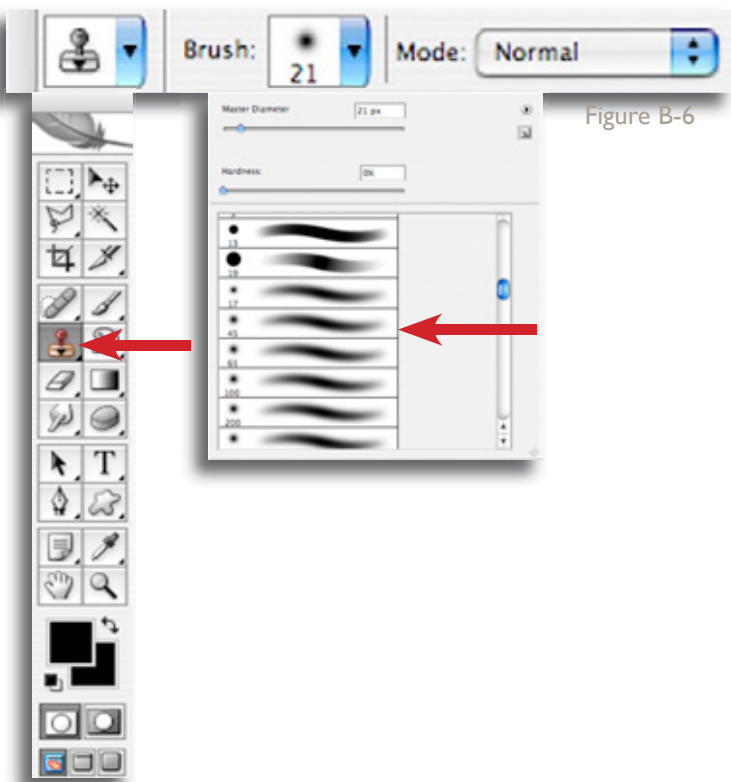 Brush:
21
Mode: Normal
Figure B-6
Master Diameter 21 px
Hardness: 0%
13
19
17
45
65
100
200
T